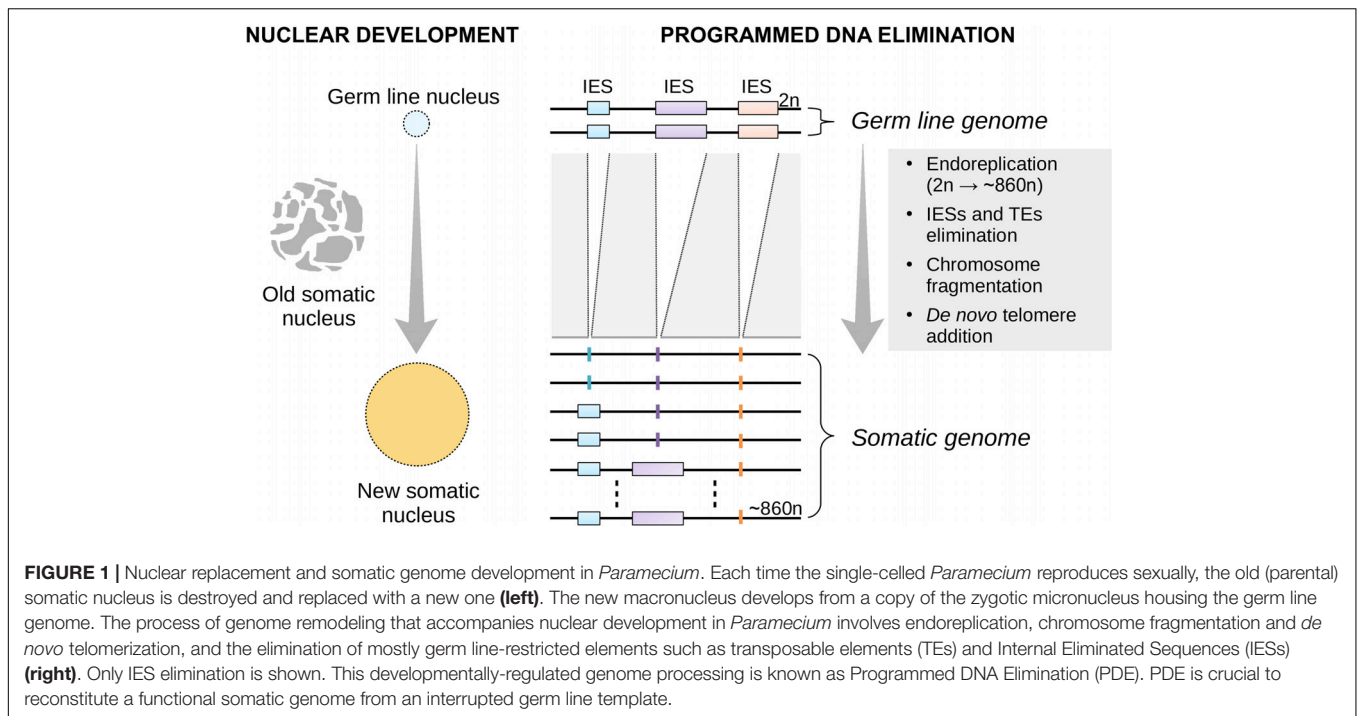 NUCLEAR DEVELOPMENT
PROGRAMMED DNA ELIMINATION
Germ line nucleus
Old somatic
nucleus
New somatic
nucleus
IES IES IES
2n
Germ line genome
• Endoreplication
(2n → ~860n)
• IESs and TEs
elimination
• Chromosome
fragmentation
• De novo telomere
addition
Somatic genome
~860n
FIGURE 1 | Nuclear replacement and somatic genome development in Paramecium. Each time the single-celled Paramecium reproduces sexually, the old (parental)
somatic nucleus is destroyed and replaced with a new one (left). The new macronucleus develops from a copy of the zygotic micronucleus housing the germ line
genome. The process of genome remodeling that accompanies nuclear development in Paramecium involves endoreplication, chromosome fragmentation and de
novo telomerization, and the elimination of mostly germ line-restricted elements such as transposable elements (TEs) and Internal Eliminated Sequences (IESs)
(right). Only IES elimination is shown. This developmentally-regulated genome processing is known as Programmed DNA Elimination (PDE). PDE is crucial to
reconstitute a functional somatic genome from an interrupted germ line template.